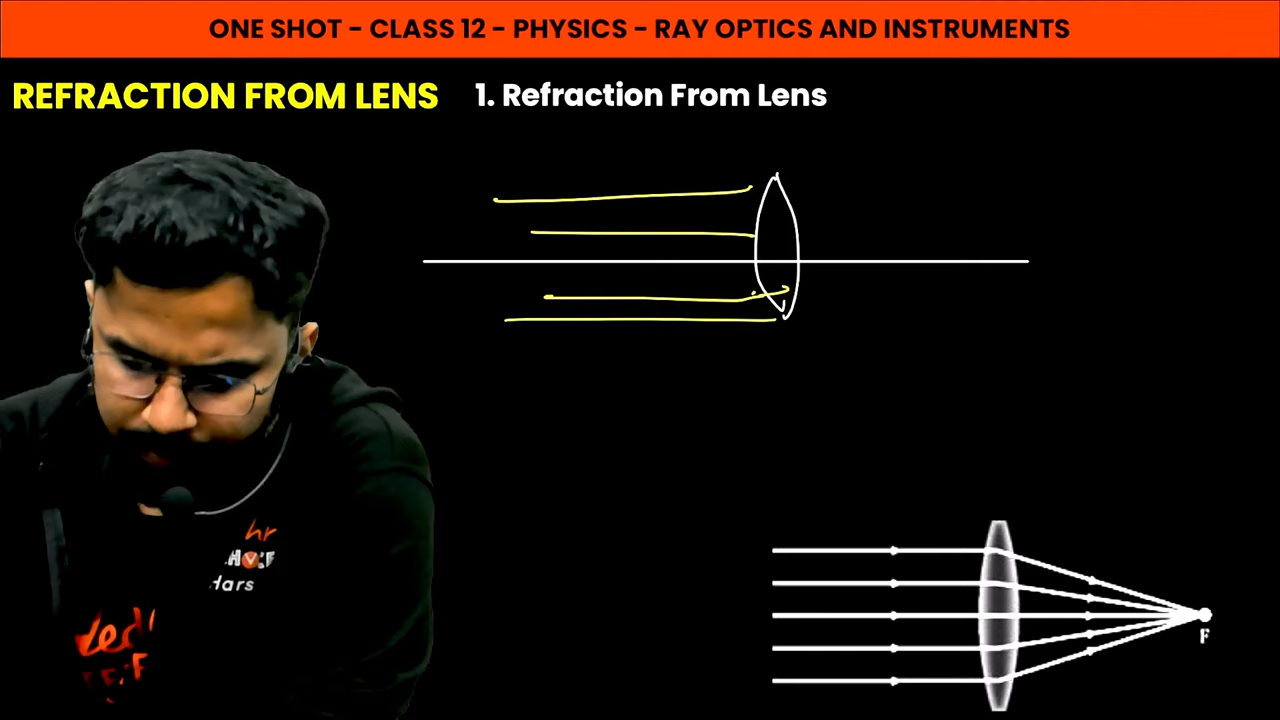 ONE SHOT - CLASS 12 - PHYSICS - RAY OPTICS AND INSTRUMENTS
REFRACTION FROM LENS
1. Refraction From Lens
F